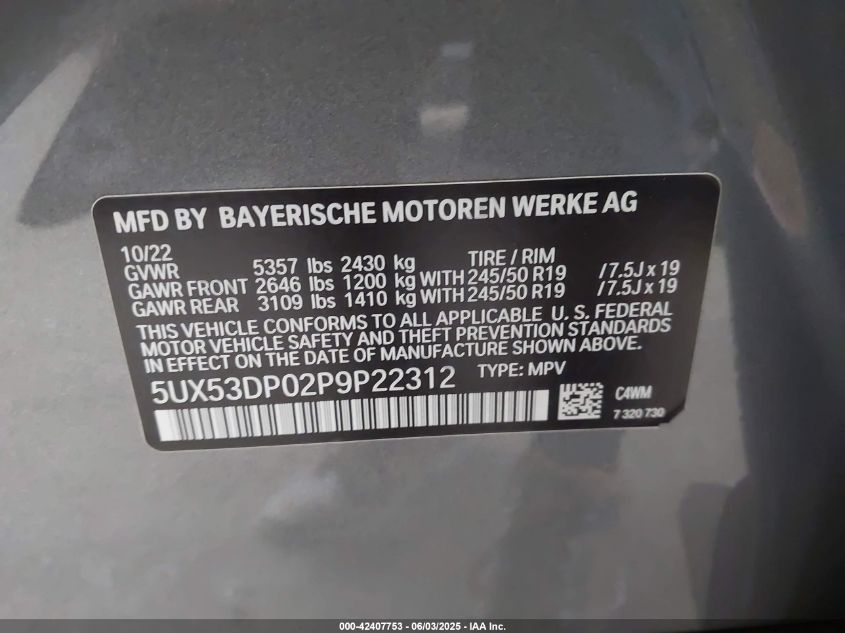 MFD BY BAYERISCHE MOTOREN WERKE AG
10/22
GVWR 5357 lbs 2430 kg TIRE / RIM
GAWR FRONT 2646 lbs 1200 kg WITH 245/50 R19 /7.5J x 19
GAWR REAR 3109 lbs 1410 kg WITH 245/50 R19 /7.5J x 19
THIS VEHICLE CONFORMS TO ALL APPLICABLE U. S. FEDERAL
MOTOR VEHICLE SAFETY AND THEFT PREVENTION STANDARDS
IN EFFECT ON THE DATE OF MANUFACTURE SHOWN ABOVE.
5UX53DP02P9P22312 TYPE: MPV
C4WM
7 320 730
000-42407753 - 06/03/2025 - IAA Inc.